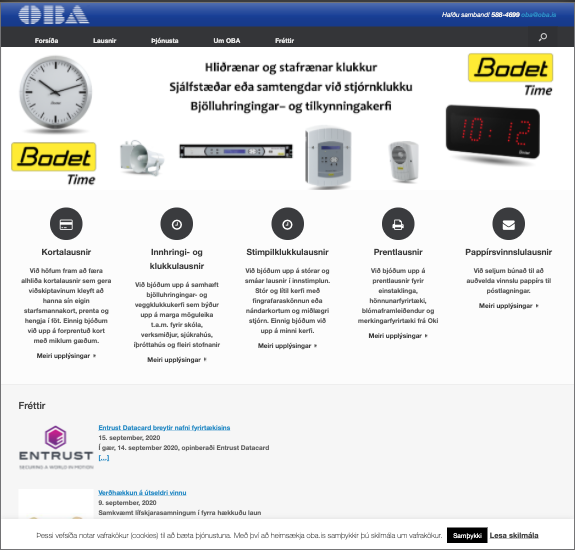 OBA
Hafðu samband! 588-4699 oba@oba.is
Forsíða Lausnir Þjónusta Um OBA Fréttir
Hliðrænar og stafrænar klukkur
Sjálfstæðar eða samtengdar við stjórnklukku
Bjölluhringingar- og tilkynningakerfi
Bodet
Time
10:12
Bodet
Time
Kortalausnir
Við höfum fram að færa
alhliða kortalausnir sem gera
viðskiptavinum kleyft að
hanna sín eigin
starfsmannakort, prenta og
hengja í föt. Einnig bjóðum
við upp á forprentuð kort
með miklum gæðum.
Meiri upplýsingar
Innhringi- og
klukkulausnir
Við bjóðum upp á samhæft
bjölluhringingar- og
veggklukkukerfi sem býður
upp á marga möguleika
t.a.m. fyrir skóla,
verksmiðjur, sjúkrahús,
íþróttahús og fleiri stofnanir
Meiri upplýsingar
Stimpilklukkulausnir
Við bjóðum upp á stórar og
smáar lausnir í innstimplun.
Stór og lítil kerfi með
fingrafaraskönnun eða
nándarkortum og miðlægri
stjórn. Einnig bjóðum við
upp á minni kerfi.
Meiri upplýsingar
Prentlausnir
Við bjóðum upp á
prentlausnir fyrir
einstaklinga,
hönnunarfyrirtæki,
blómaframleiðendur og
merkingarfyrirtæki frá Oki
Meiri upplýsingar
Pappírsvinnslulausnir
Við seljum búnað til að
auðvelda vinnslu pappírs til
póstlagningar.
Meiri upplýsingar
Fréttir
ENTRUST
SECURING A WORLD IN MOTION
Entrust Datacard breytir nafni fyrirtækisins
15. september, 2020
Í gær, 14. september 2020, opinberaði Entrust Datacard
[...]
Verðhækkun á útseldri vinnu
9. september, 2020
Samkvæmt lífskjarasamningum í fyrra hækkuðu laun
Þessi vefsíða notar vafrakökur (cookies) til að bæta þjónustuna. Með því að heimsækja oba.is samþykkir þú skilmála um vafrakökur. Samþykki Lesa skilmála